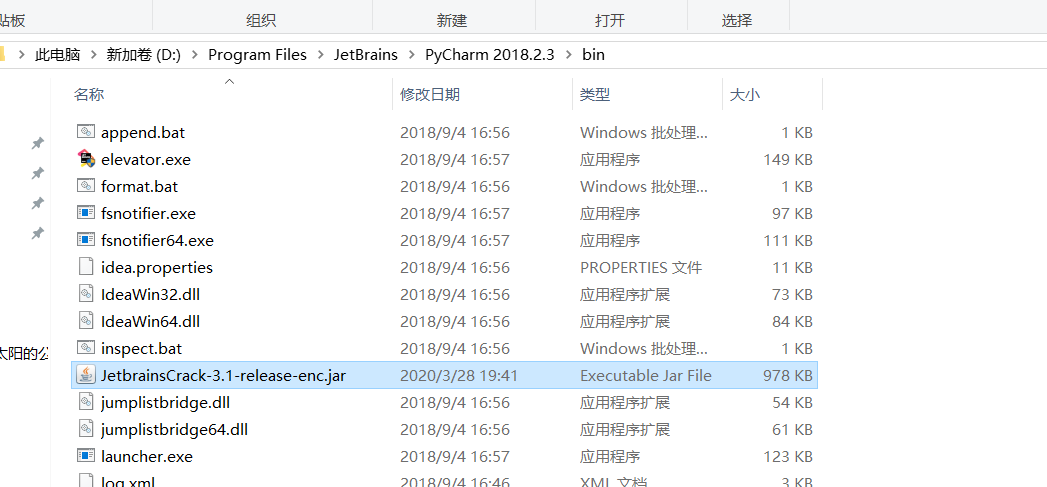 贴板 组织 新建 打开 选择
此电脑 新加卷 (D:) Program Files JetBrains PyCharm 2018.2.3 bin
名称 修改日期 类型 大小
append.bat 2018/9/4 16:56 Windows 批处理... 1 KB
elevator.exe 2018/9/4 16:57 应用程序 149 KB
format.bat 2018/9/4 16:56 Windows 批处理... 1 KB
fsnotifier.exe 2018/9/4 16:57 应用程序 97 KB
fsnotifier64.exe 2018/9/4 16:57 应用程序 111 KB
idea.properties 2018/9/4 16:56 PROPERTIES 文件 11 KB
IdeaWin32.dll 2018/9/4 16:56 应用程序扩展 73 KB
IdeaWin64.dll 2018/9/4 16:56 应用程序扩展 84 KB
太阳的公 inspect.bat 2018/9/4 16:56 Windows 批处理... 1 KB
JetbrainsCrack-3.1-release-enc.jar 2020/3/28 19:41 Executable Jar File 978 KB
jumplistbridge.dll 2018/9/4 16:56 应用程序扩展 54 KB
jumplistbridge64.dll 2018/9/4 16:56 应用程序扩展 61 KB
launcher.exe 2018/9/4 16:56 应用程序 123 KB
log.xml 2018/9/4 16:46 XML 文档 3 KB